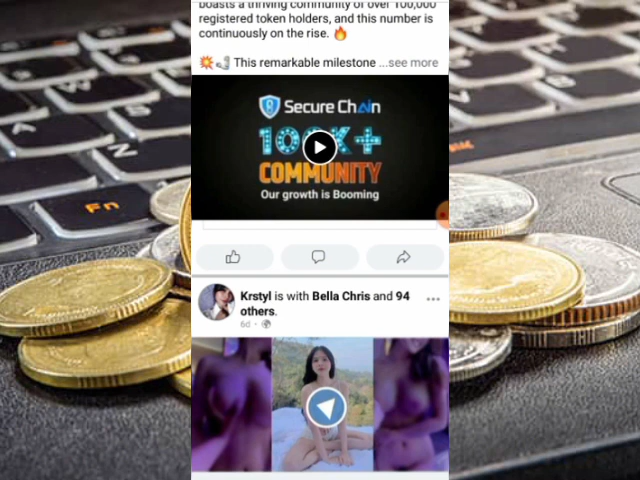 boasts a thriving community of over 100,000
registered token holders, and this number is
continuously on the rise. 🔥
💥 This remarkable milestone ...see more
Secure ChAin
100K+
COMMUNITY
Our growth is Booming
Krstyl is with Bella Chris and 94
others.
6d ·
Fn
A
Z
N